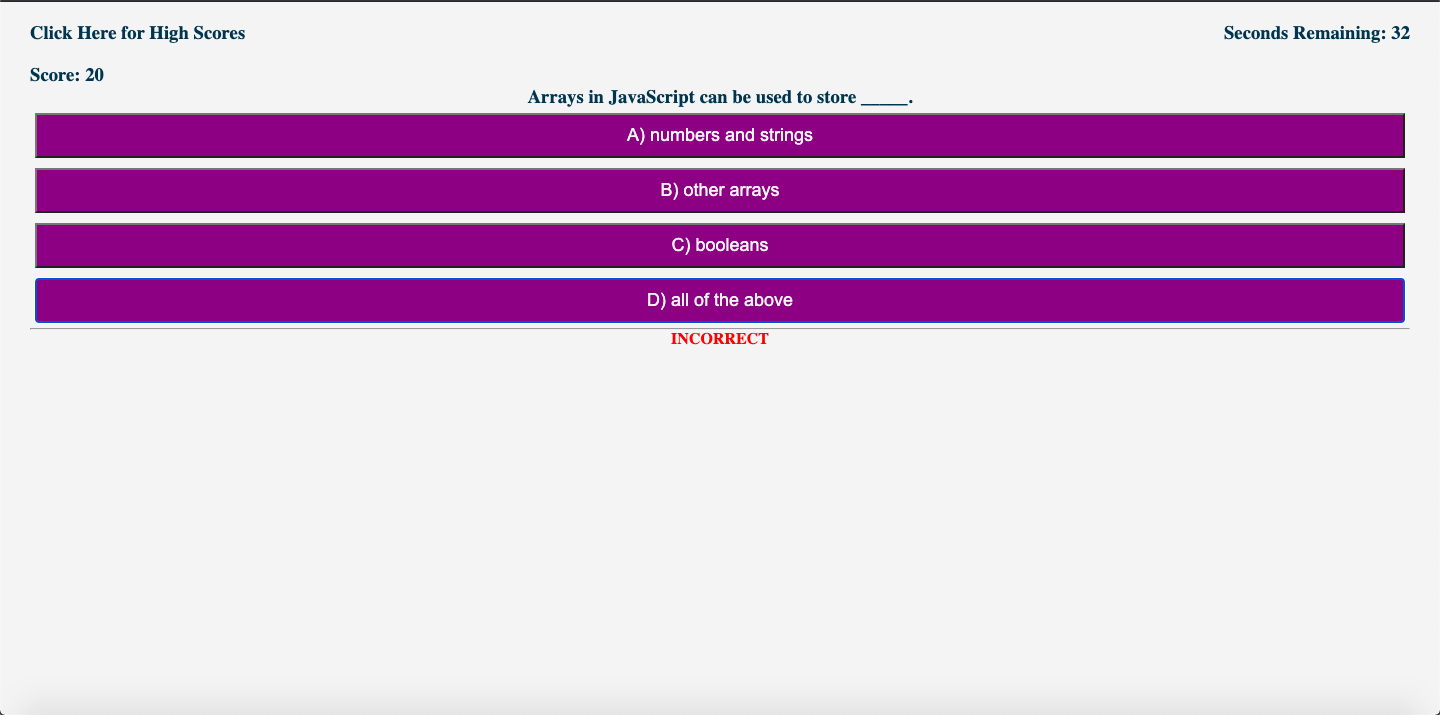 Click Here for High Scores
Seconds Remaining: 32
Score: 20
Arrays in JavaScript can be used to store _____.
A) numbers and strings
B) other arrays
C) booleans
D) all of the above
INCORRECT